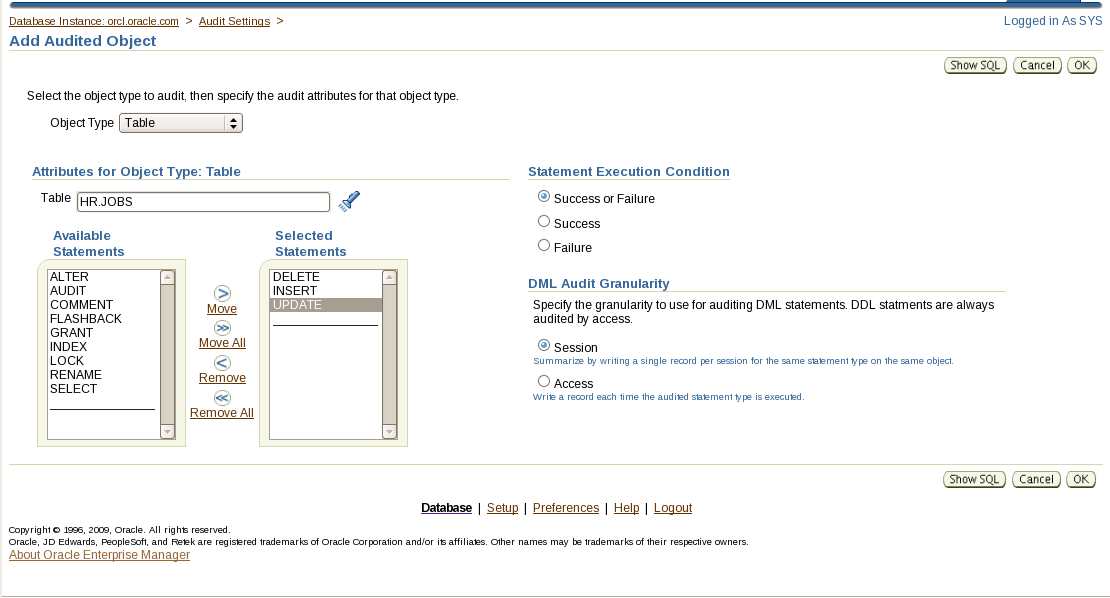 Database Instance: orcl.oracle.com > Audit Settings >
Logged in As SYS
Add Audited Object
Show SQL Cancel OK
Select the object type to audit, then specify the audit attributes for that object type.
Object Type Table
Attributes for Object Type: Table
Table HR.JOBS
Available
Statements
ALTER
AUDIT
COMMENT
FLASHBACK
GRANT
INDEX
LOCK
RENAME
SELECT
Move
Move All
Remove
Remove All
Selected
Statements
DELETE
INSERT
UPDATE
Statement Execution Condition
Success or Failure
Success
Failure
DML Audit Granularity
Specify the granularity to use for auditing DML statements. DDL statments are always
audited by access.
Session
Summarize by writing a single record per session for the same statement type on the same object.
Access
Write a record each time the audited statement type is executed.
Show SQL Cancel OK
Database | Setup | Preferences | Help | Logout
Copyright © 1996, 2009, Oracle. All rights reserved.
Oracle, JD Edwards, PeopleSoft, and Retek are registered trademarks of Oracle Corporation and/or its affiliates. Other names may be trademarks of their respective owners.
About Oracle Enterprise Manager